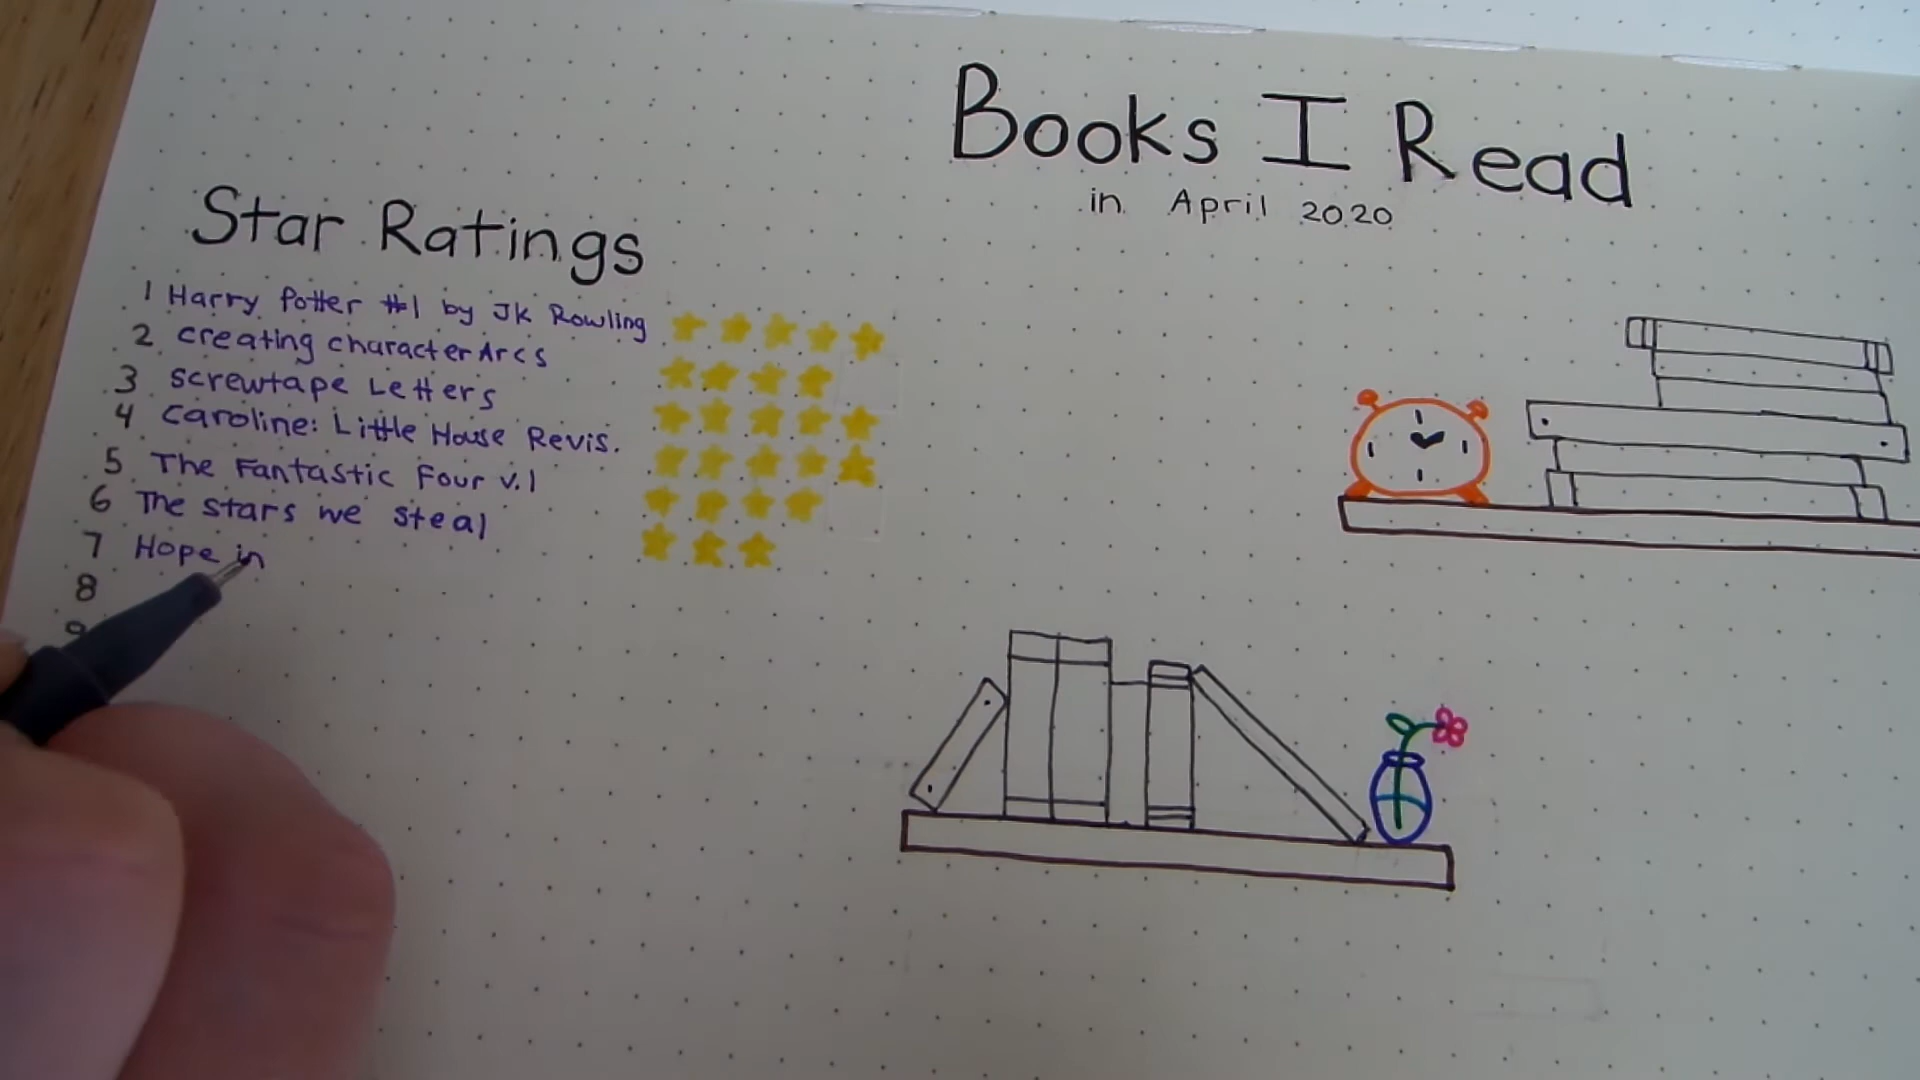 Books I Read
in April 2020
Star Ratings
1 Harry Potter #1 by JK Rowling
2 creating character Arcs
3 screwtape Letters
4 Caroline: Little House Revis.
5 The Fantastic Four v.1
6 The stars we steal
7 Hope in
8
9